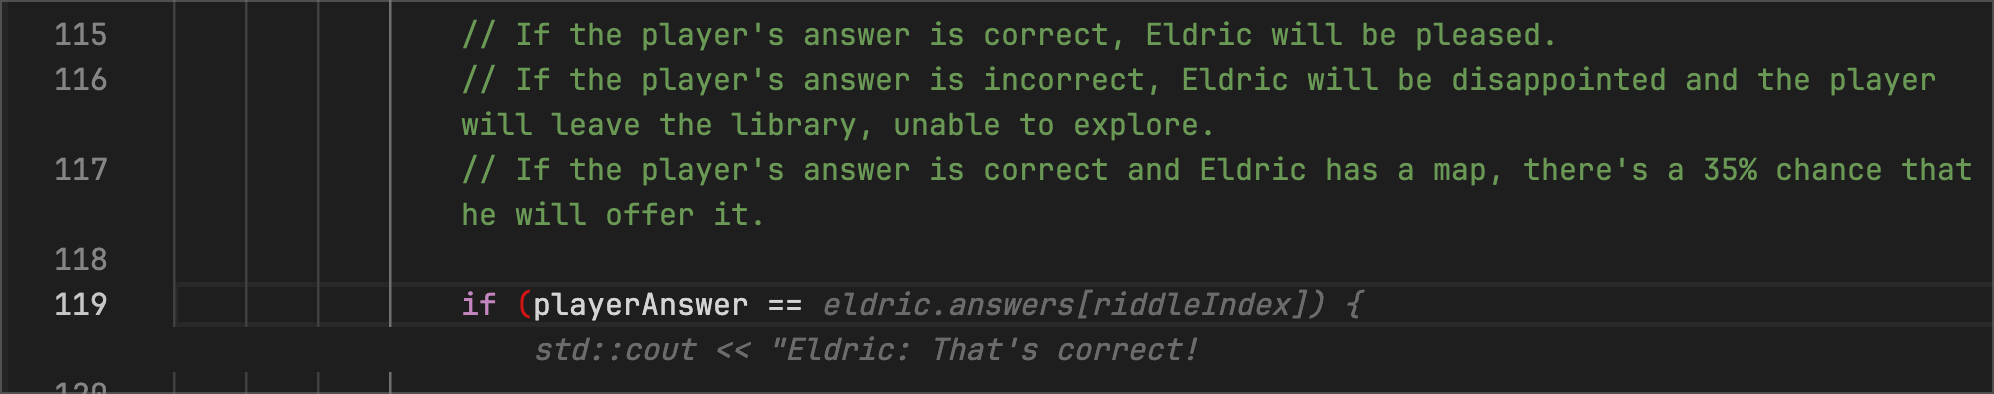 115 // If the player's answer is correct, Eldric will be pleased.
116 // If the player's answer is incorrect, Eldric will be disappointed and the player
will leave the library, unable to explore.
117 // If the player's answer is correct and Eldric has a map, there's a 35% chance that
he will offer it.
118
119 if (playerAnswer == eldric.answers[riddleIndex]) {
std::cout << "Eldric: That's correct!
120